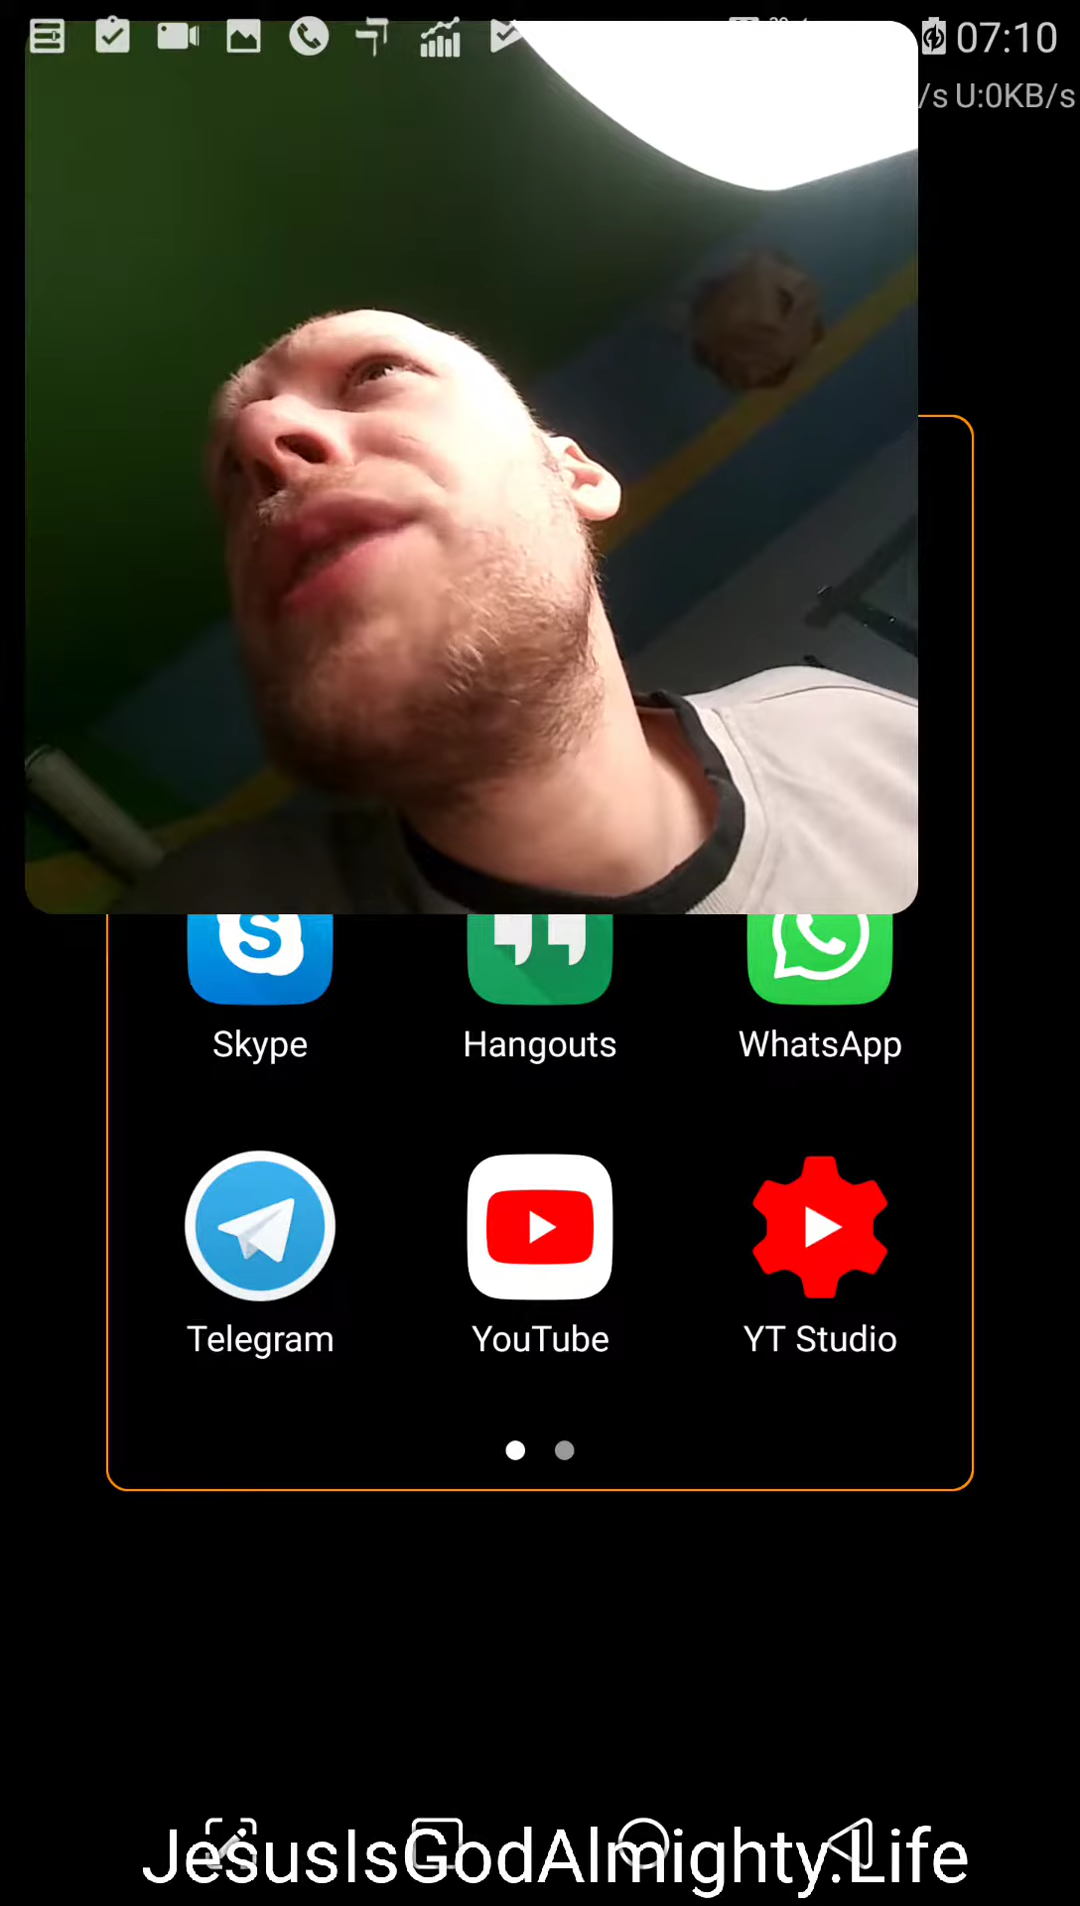 07:10
/s U:0KB/s
Skype Hangouts WhatsApp
Telegram YouTube YT Studio
JesusIsGodAlmighty.Life